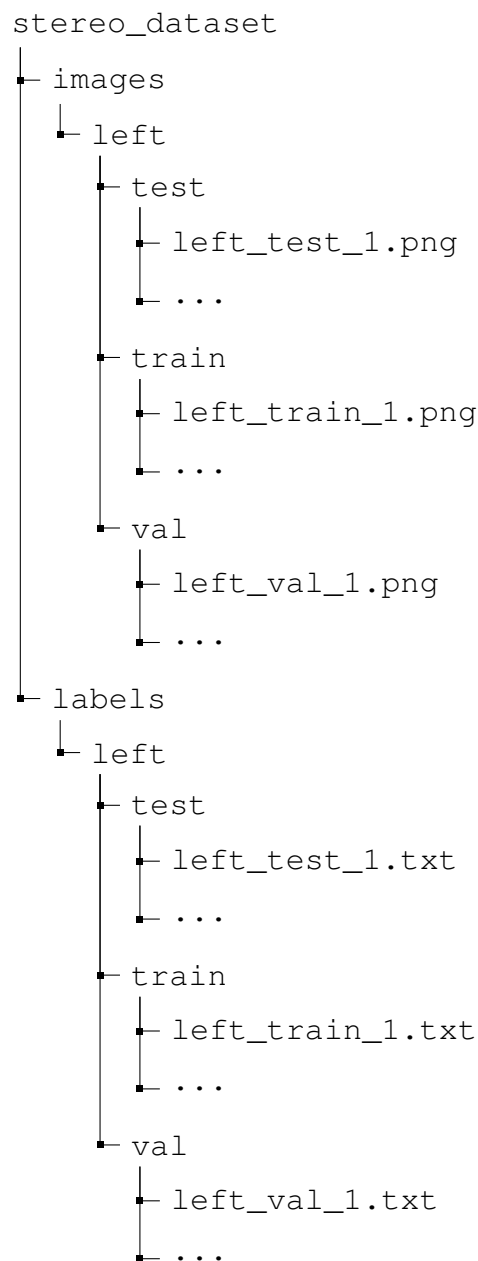 stereo_dataset
images
left
test
left_test_1.png
...
train
left_train_1.png
...
val
left_val_1.png
...
labels
left
test
left_test_1.txt
...
train
left_train_1.txt
...
val
left_val_1.txt
...